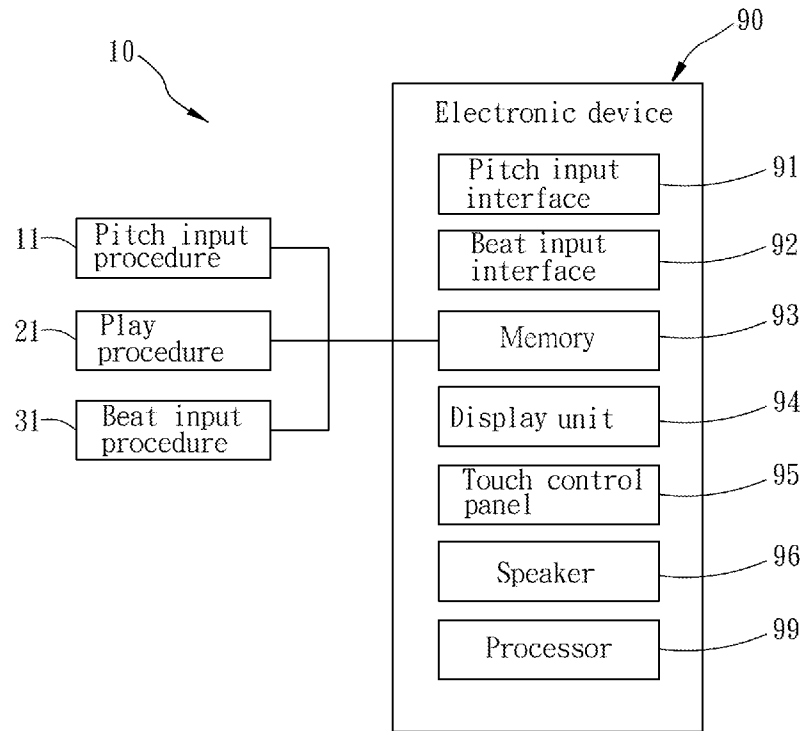 10
90
Electronic device
Pitch input
interface
91
Beat input
interface
92
11
Pitch input
procedure
21
Play
procedure
Memory
93
31
Beat input
procedure
Display unit
94
Touch control
panel
95
Speaker
96
Processor
99